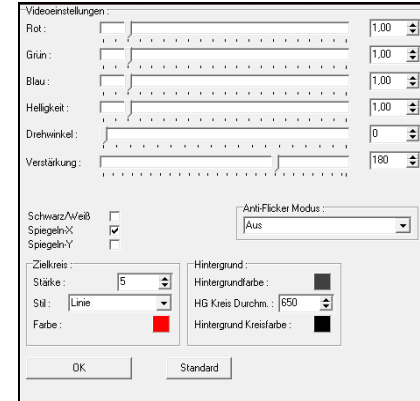 Videoeinstellungen :
Rot : 1,00
Grün : 1,00
Blau : 1,00
Helligkeit : 1,00
Drehwinkel : 0
Verstärkung : 180
Schwarz/Weiß
Spiegeln-X
Spiegeln-Y
Anti-Flicker Modus :
Aus
Zielkreis :
Stärke : 5
Stil : Linie
Farbe :
Hintergrund :
Hintergrundfarbe :
HG Kreis Durchm. : 650
Hintergrund Kreisfarbe :
OK
Standard